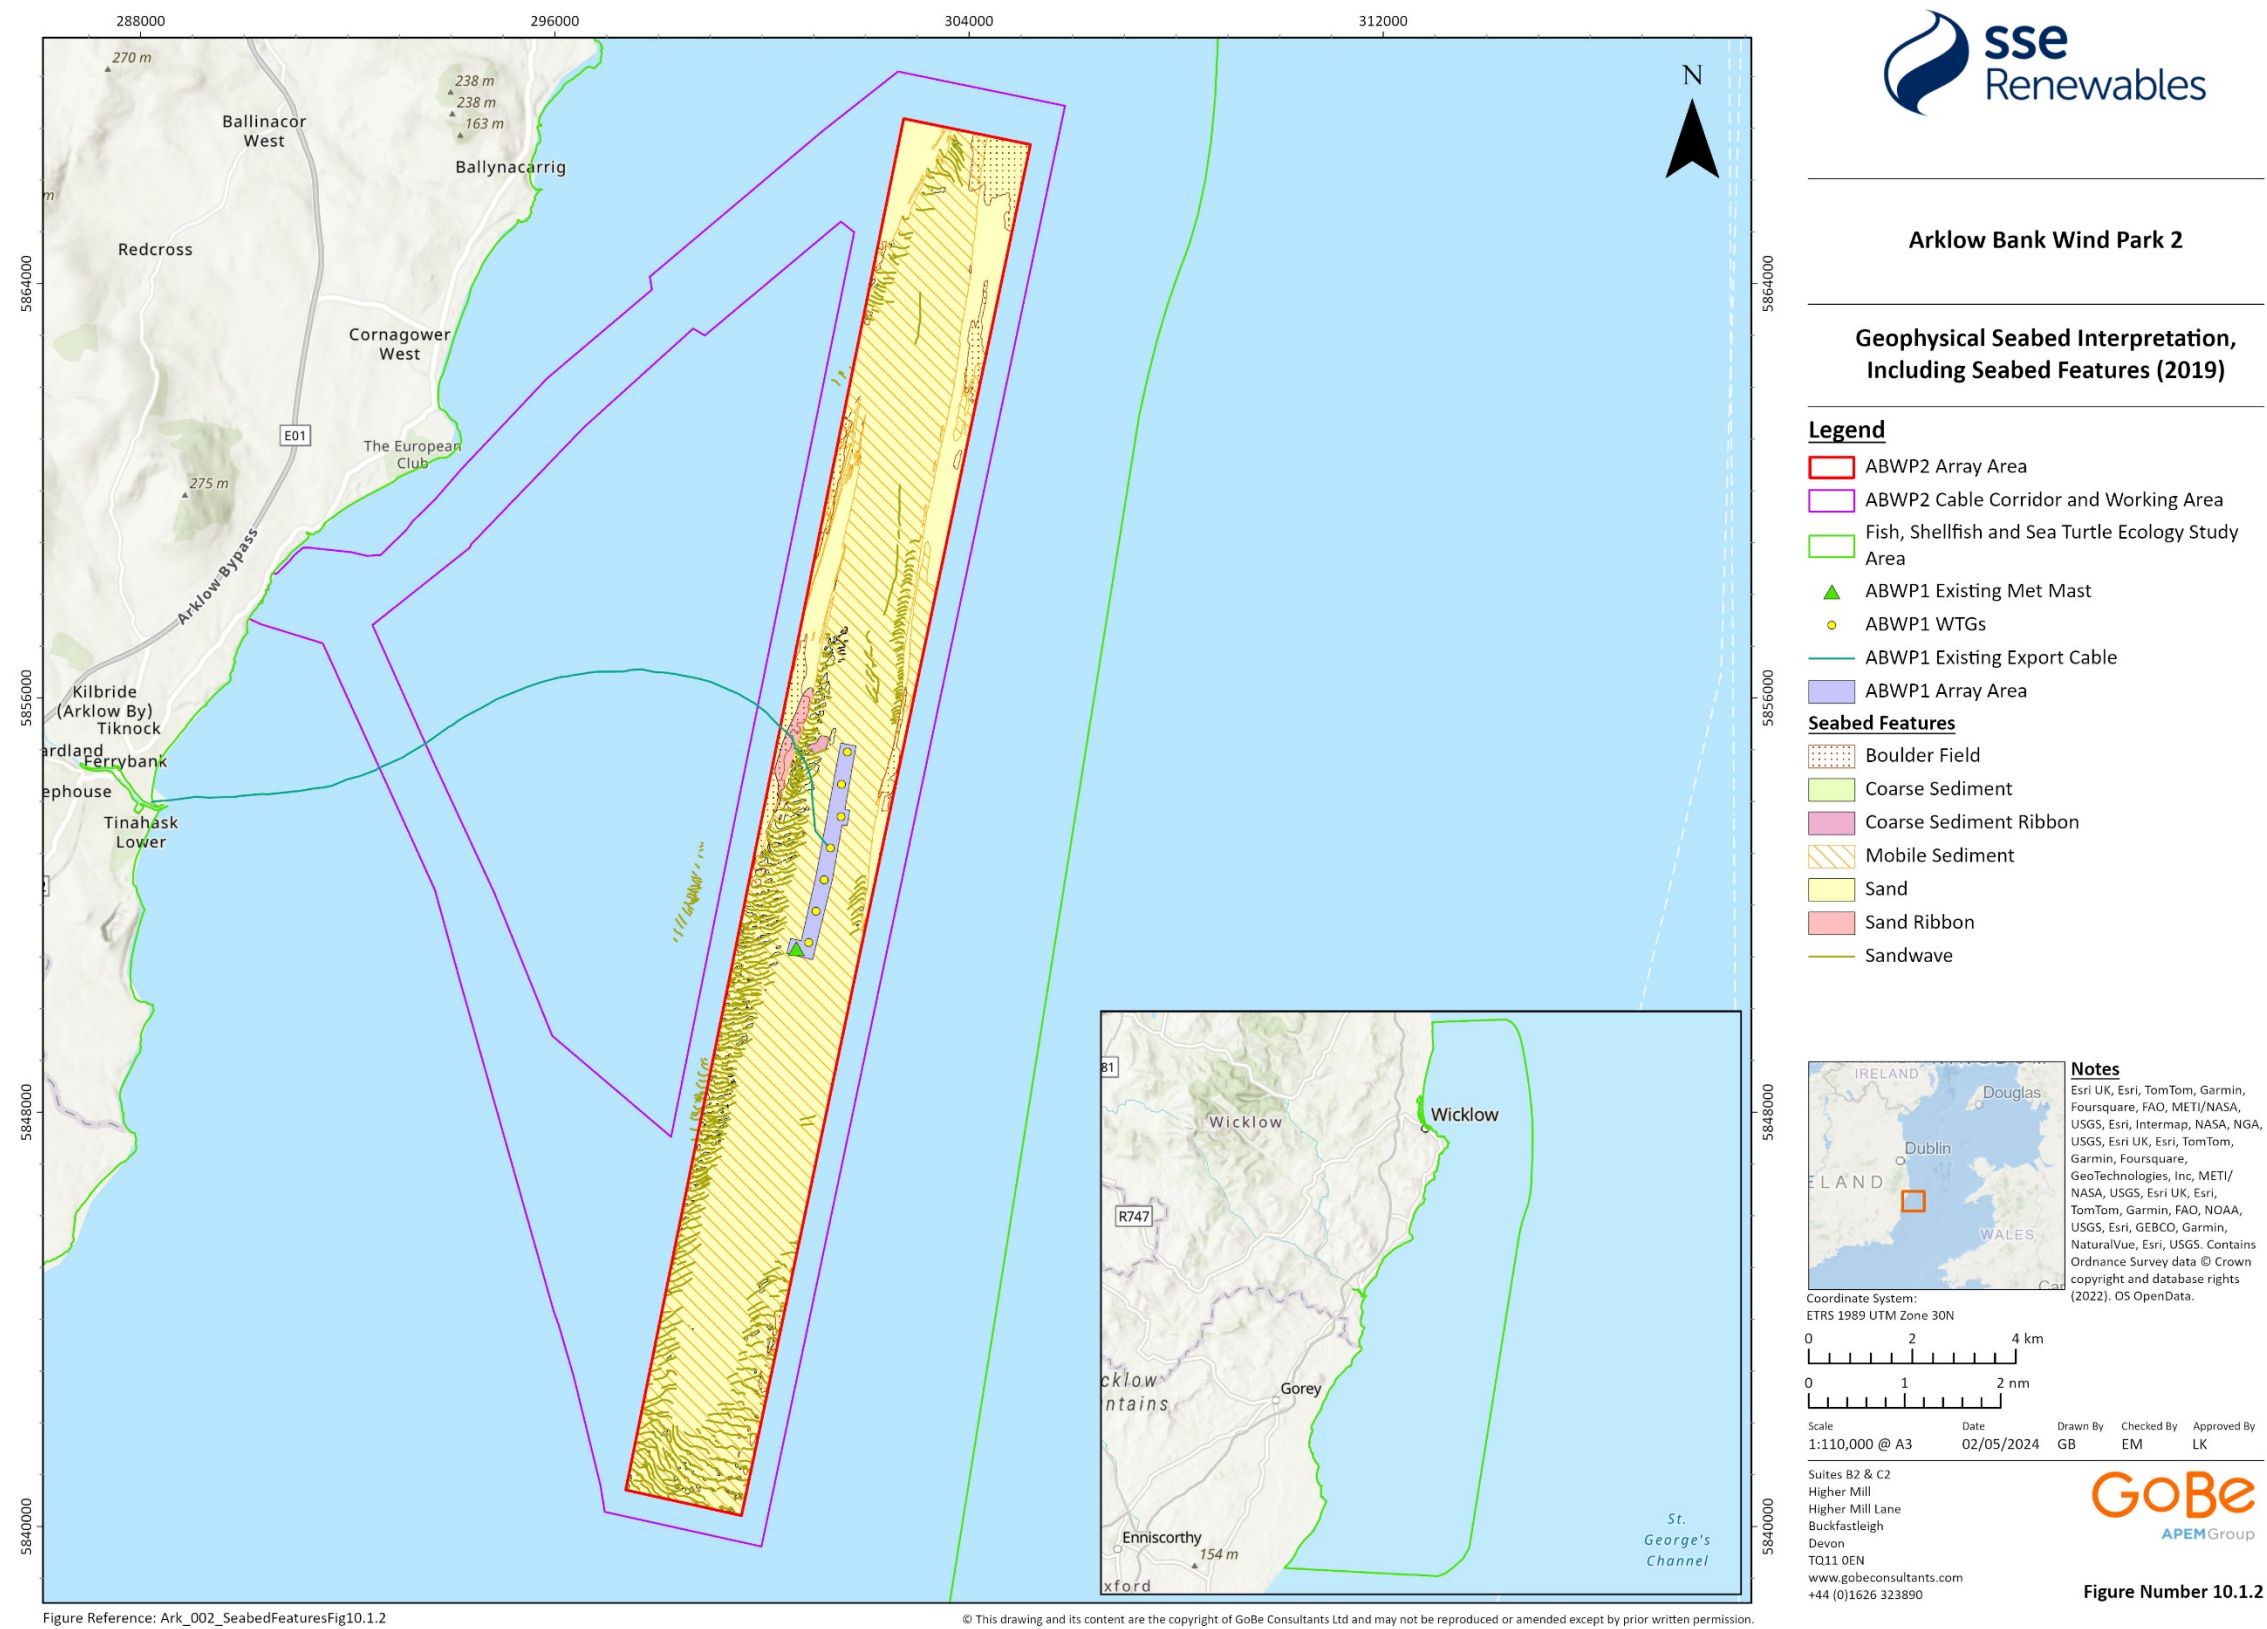 288000
296000
304000
312000
270 m
238 m
238 m
163 m
Ballinacor
West
Ballynacarrig
m
Redcross
5864000
5864000
Cornagower
West
E01
The European
Club
275 m
Arklow Bypass
5856000
5856000
Kilbride
(Arklow By)
Tiknock
ardland
Ferrybank
ephouse
Tinahask
Lower
5848000
5848000
5840000
5840000
N
81
Wicklow
Wicklow
R747
cklow
ntains
Gorey
Enniscorthy
154 m
xford
St.
George's
Channel
Figure Reference: Ark_002_SeabedFeaturesFig10.1.2
© This drawing and its content are the copyright of GoBe Consultants Ltd and may not be reproduced or amended except by prior written permission.
sse
Renewables
Arklow Bank Wind Park 2
Geophysical Seabed Interpretation,
Including Seabed Features (2019)
Legend
ABWP2 Array Area
ABWP2 Cable Corridor and Working Area
Fish, Shellfish and Sea Turtle Ecology Study
Area
ABWP1 Existing Met Mast
ABWP1 WTGs
ABWP1 Existing Export Cable
ABWP1 Array Area
Seabed Features
Boulder Field
Coarse Sediment
Coarse Sediment Ribbon
Mobile Sediment
Sand
Sand Ribbon
Sandwave
IRELAND
Douglas
Dublin
ELAND
WALES
Car
Notes
Esri UK, Esri, TomTom, Garmin,
Foursquare, FAO, METI/NASA,
USGS, Esri, Intermap, NASA, NGA,
USGS, Esri UK, Esri, TomTom,
Garmin, Foursquare,
GeoTechnologies, Inc, METI/
NASA, USGS, Esri UK, Esri,
TomTom, Garmin, FAO, NOAA,
USGS, Esri, GEBCO, Garmin,
NaturalVue, Esri, USGS. Contains
Ordnance Survey data © Crown
copyright and database rights
(2022). OS OpenData.
Coordinate System:
ETRS 1989 UTM Zone 30N
0 2 4 km
0 1 2 nm
Scale Date Drawn By Checked By Approved By
1:110,000 @ A3 02/05/2024 GB EM LK
Suites B2 & C2
Higher Mill
Higher Mill Lane
Buckfastleigh
Devon
TQ11 0EN
www.gobeconsultants.com
+44 (0)1626 323890
GoBe
APEMGroup
Figure Number 10.1.2